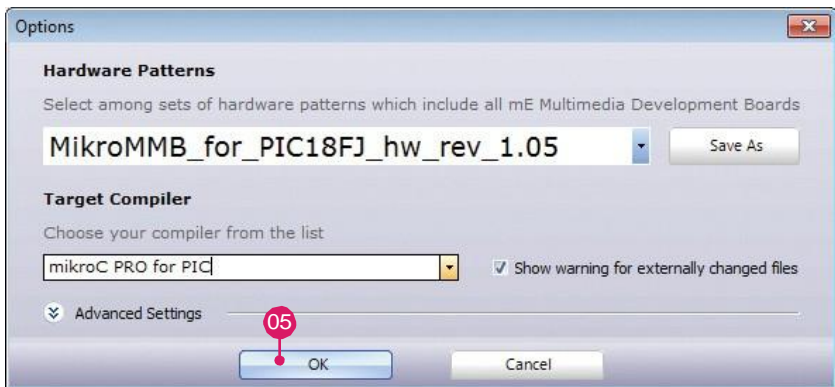 Options
Hardware Patterns
Select among sets of hardware patterns which include all mE Multimedia Development Boards
MikroMMB_for_PIC18FJ_hw_rev_1.05
Save As
Target Compiler
Choose your compiler from the list
mikroC PRO for PIC
Show warning for externally changed files
Advanced Settings
05
OK
Cancel